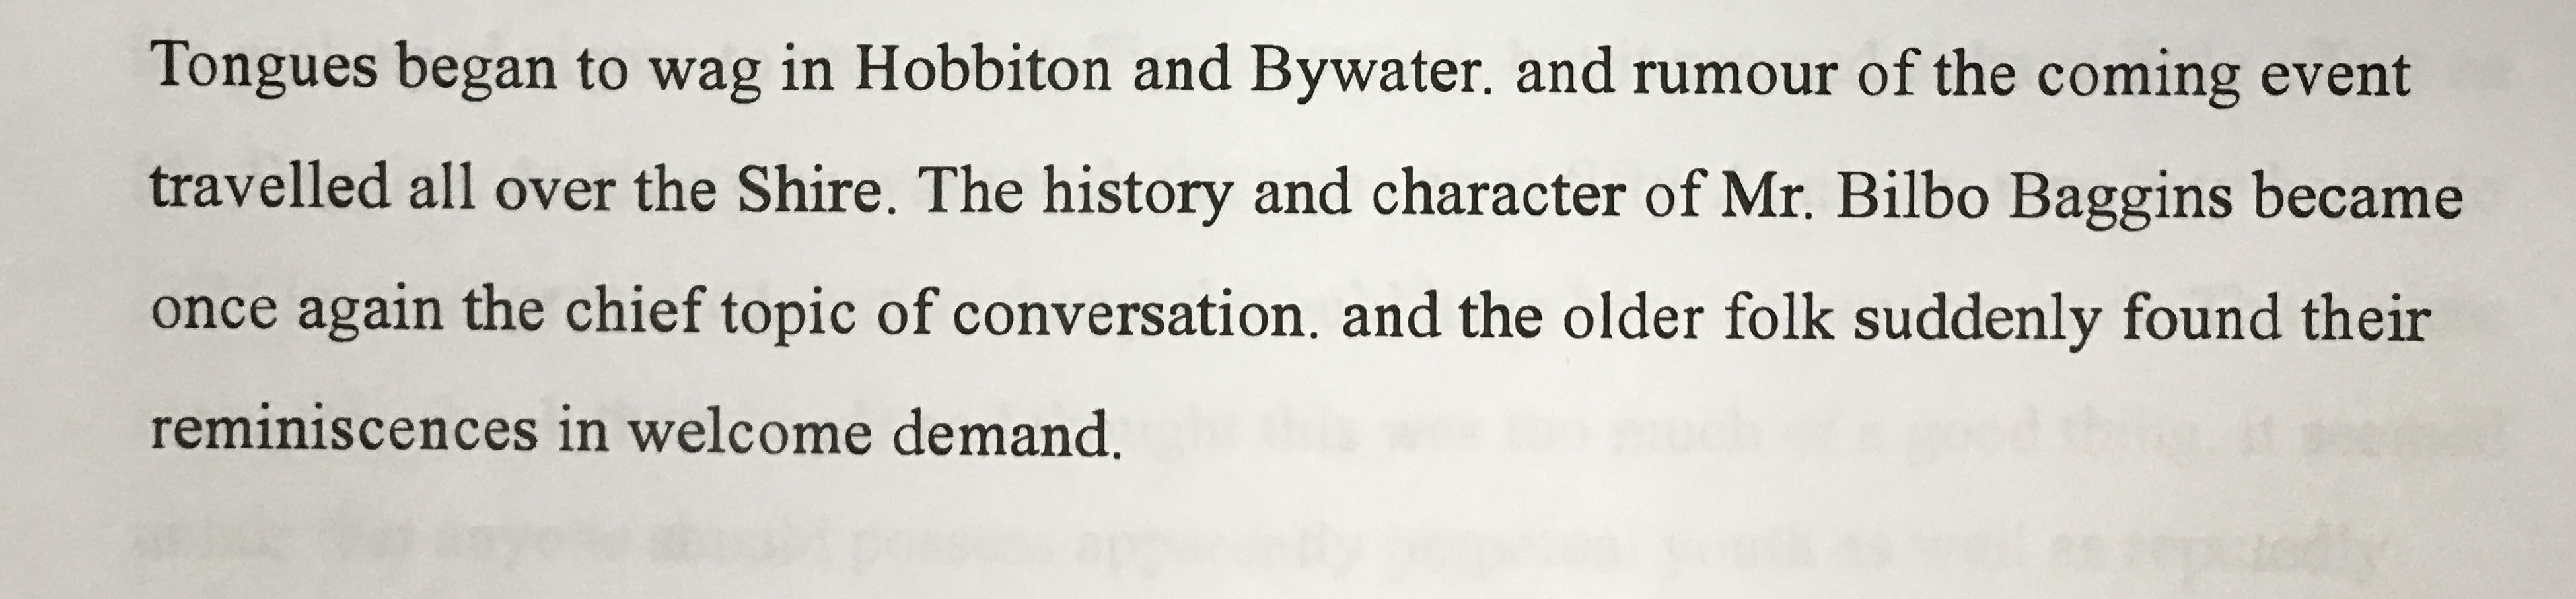 Tongues began to wag in Hobbiton and Bywater. and rumour of the coming event
travelled all over the Shire. The history and character of Mr. Bilbo Baggins became
once again the chief topic of conversation. and the older folk suddenly found their
reminiscences in welcome demand.